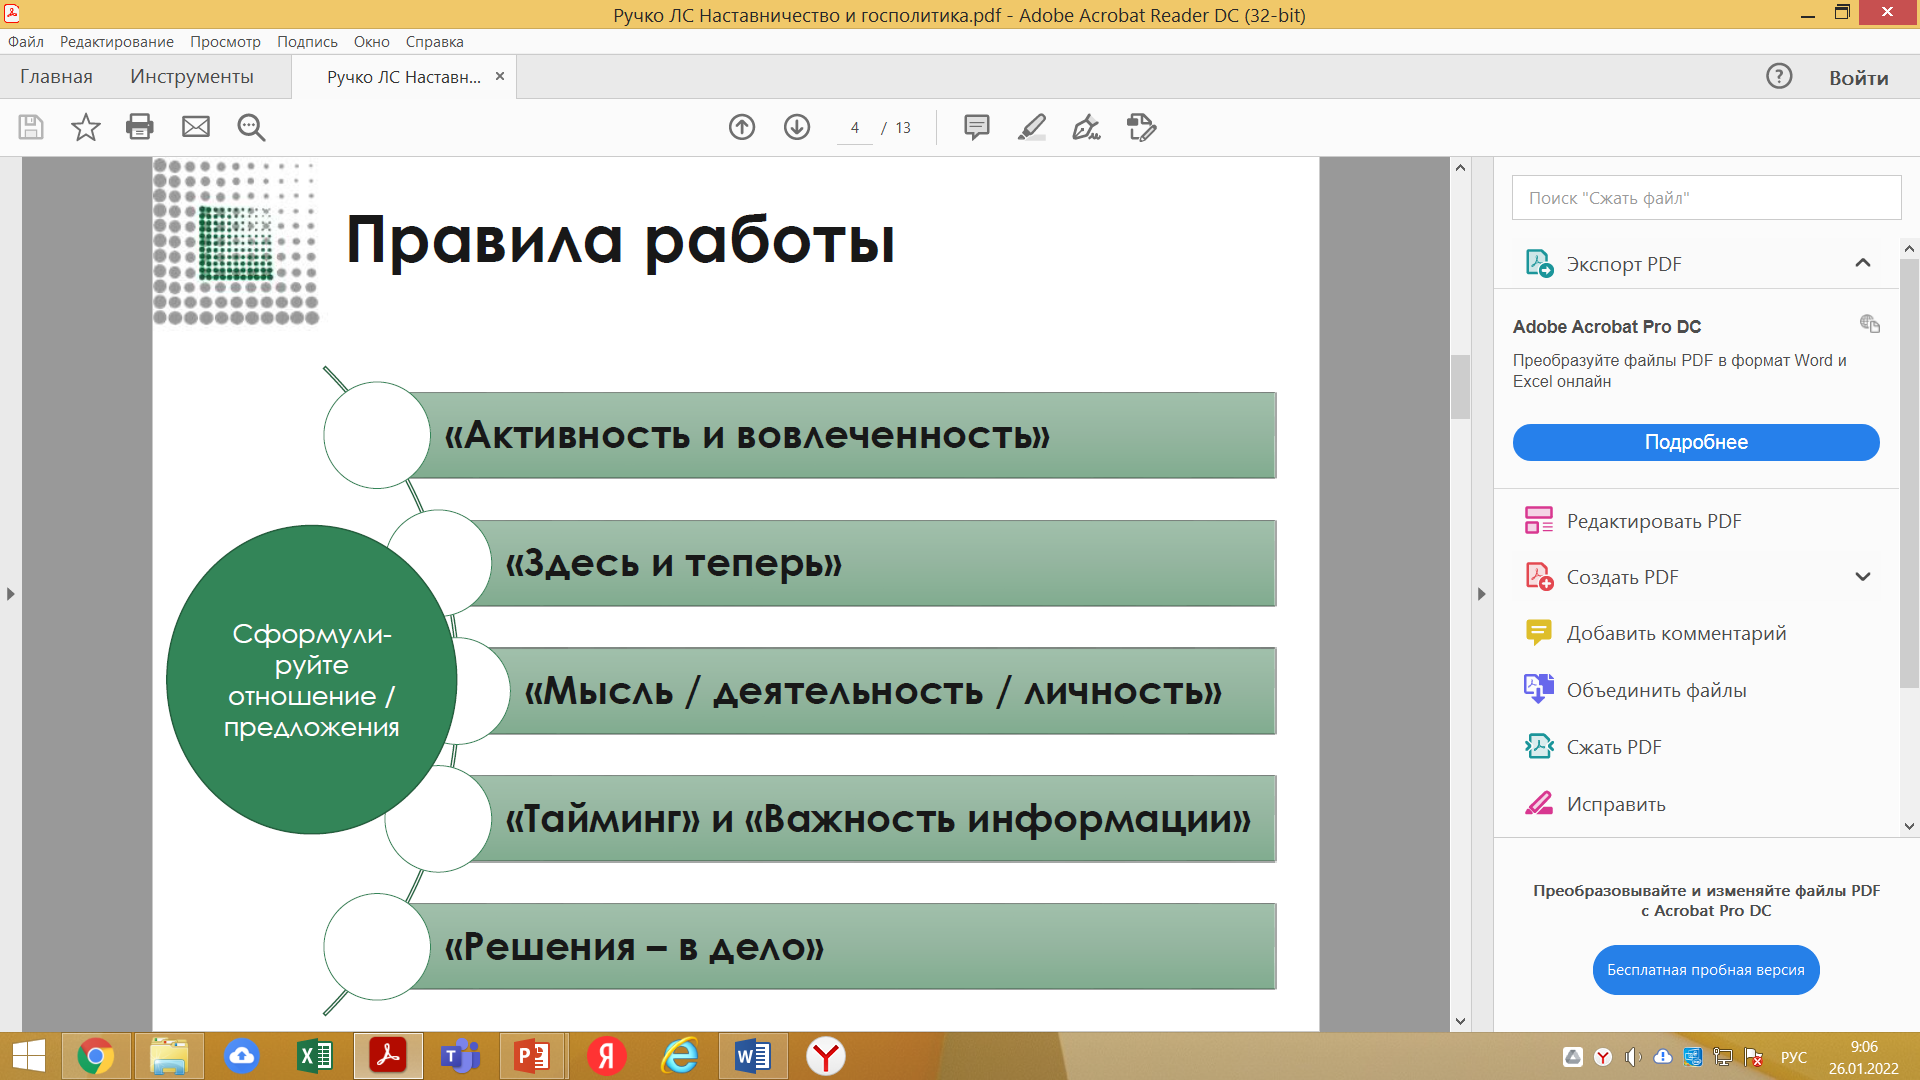 Ручко ЛС Наставничество и госполитика.pdf - Adobe Acrobat Reader DC (32-bit)
Файл Редактирование Просмотр Подпись Окно Справка
Главная Инструменты Ручко ЛС Наставн... ×
? Войти
4 / 13
Правила работы
«Активность и вовлеченность»
«Здесь и теперь»
«Мысль / деятельность / личность»
«Тайминг» и «Важность информации»
«Решения – в дело»
Сформули-
руйте
отношение /
предложения
Поиск "Сжать файл"
Экспорт PDF
Adobe Acrobat Pro DC
Преобразуйте файлы PDF в формат Word и
Excel онлайн
Подробнее
Редактировать PDF
Создать PDF
Добавить комментарий
Объединить файлы
Сжать PDF
Исправить
Преобразовывайте и изменяйте файлы PDF
с Acrobat Pro DC
Бесплатная пробная версия
РУС
9:06
26.01.2022